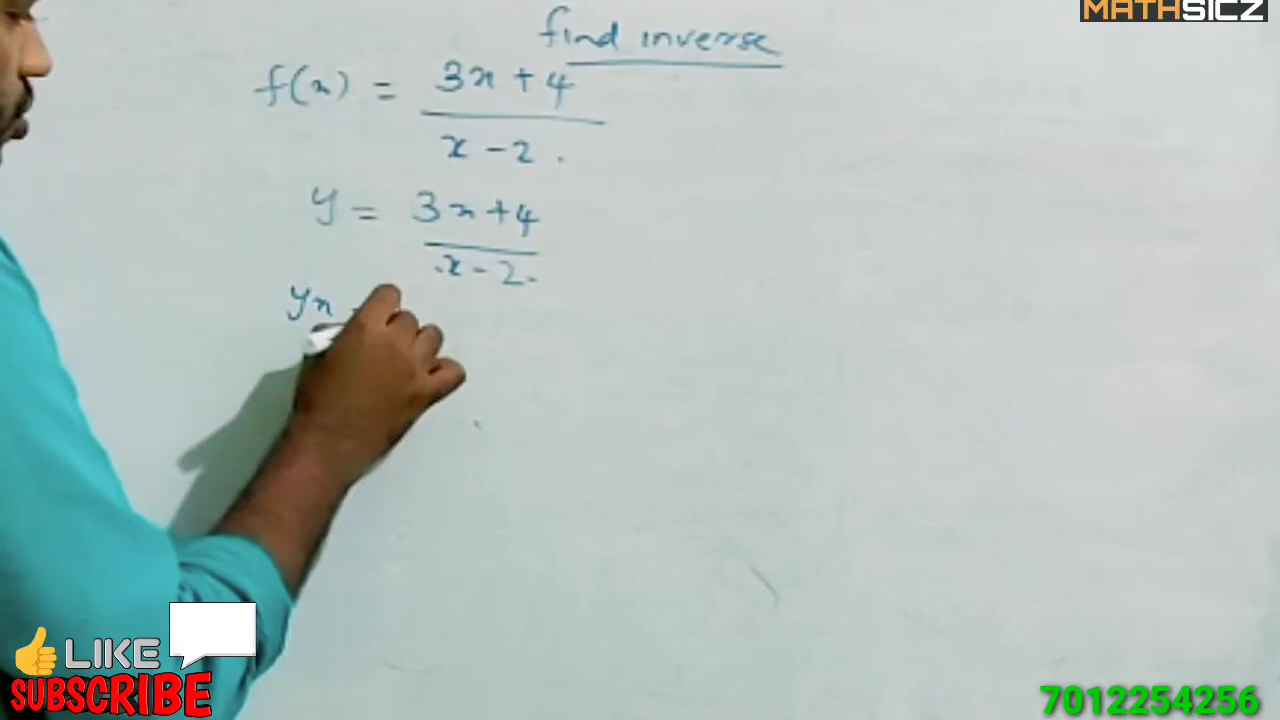 MATHSICZ
find inverse
f(x) = 3x + 4
x - 2 .
y = 3x + 4
x - 2.
yx -
LIKE
SUBSCRIBE
7012254256